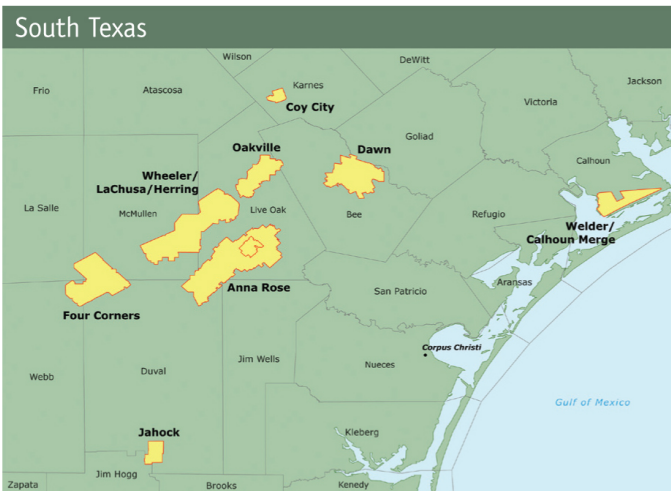 South Texas
Wilson
DeWitt
Jackson
Frio
Atascosa
Karnes
Coy City
Victoria
Goliad
Oakville
Dawn
Calhoun
Wheeler/
LaChusa/Herring
La Salle
McMullen
Live Oak
Bee
Refugio
Welder/
Calhoun Merge
Anna Rose
San Patricio
Aransas
Four Corners
Corpus Christi
Webb
Duval
Jim Wells
Nueces
Gulf of Mexico
Jahock
Kleberg
Jim Hogg
Zapata
Brooks
Kenedy